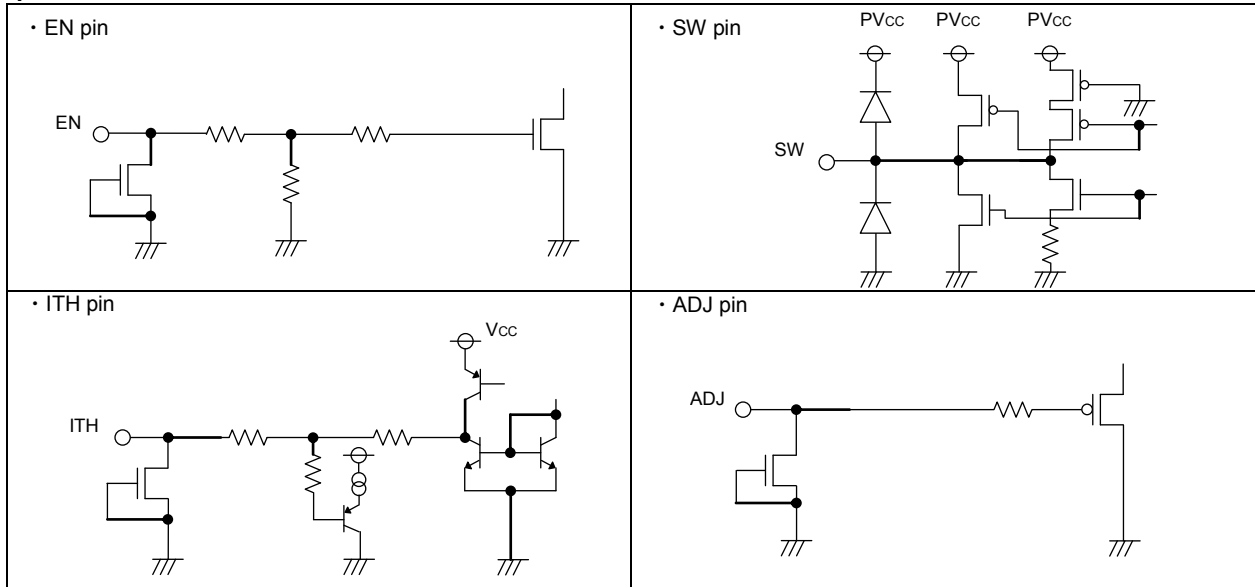 ・EN pin
EN
・SW pin
PVCC PVCC PVCC
SW
・ITH pin
VCC
ITH
・ADJ pin
ADJ